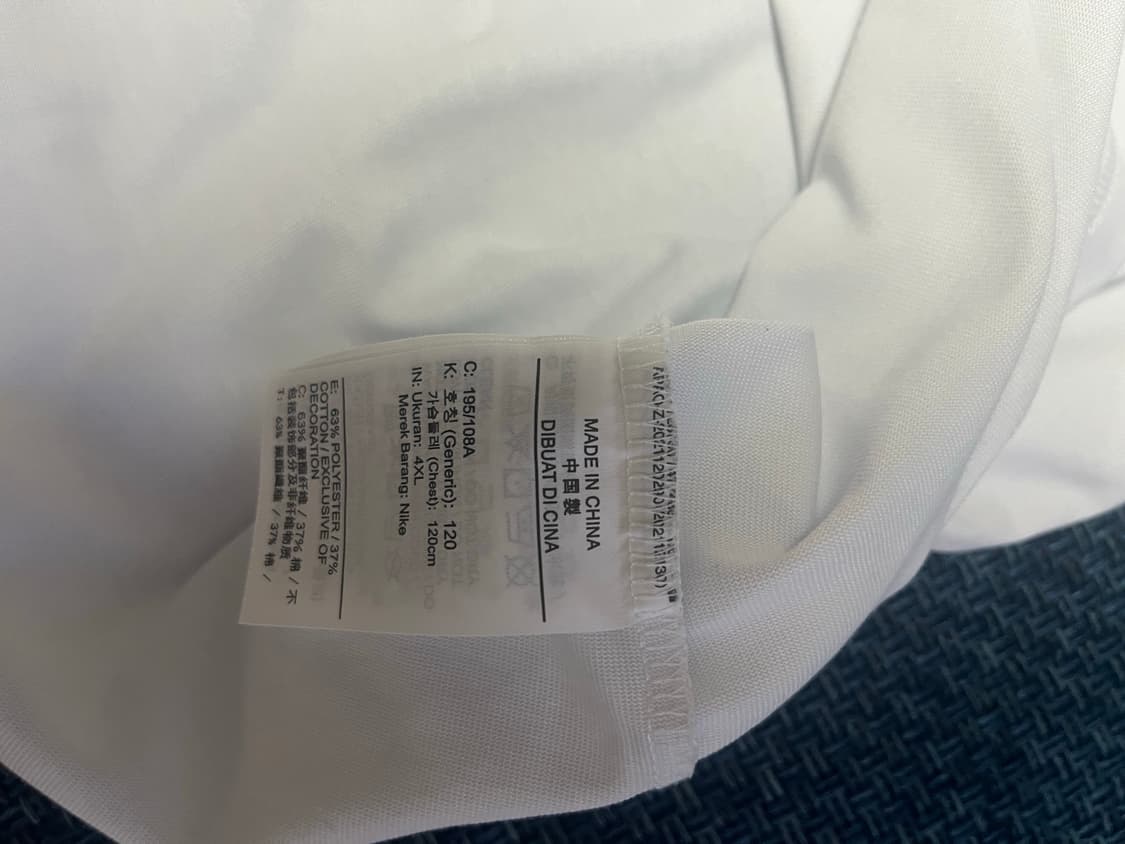 MADE IN CHINA
中国製
DIBUAT DI CINA
C: 195/108A
K: 호칭 (Generic): 120
가슴둘레 (Chest): 120cm
IN: Ukuran: 4XL
Merek Barang: Nike
E: 63% POLYESTER / 37%
COTTON / EXCLUSIVE OF
DECORATION
C: 63% 聚酯纤维 / 37% 棉 / 不
包括装饰部分及非纤维物质
T: 63% 聚酯纖維 / 37% 棉 /